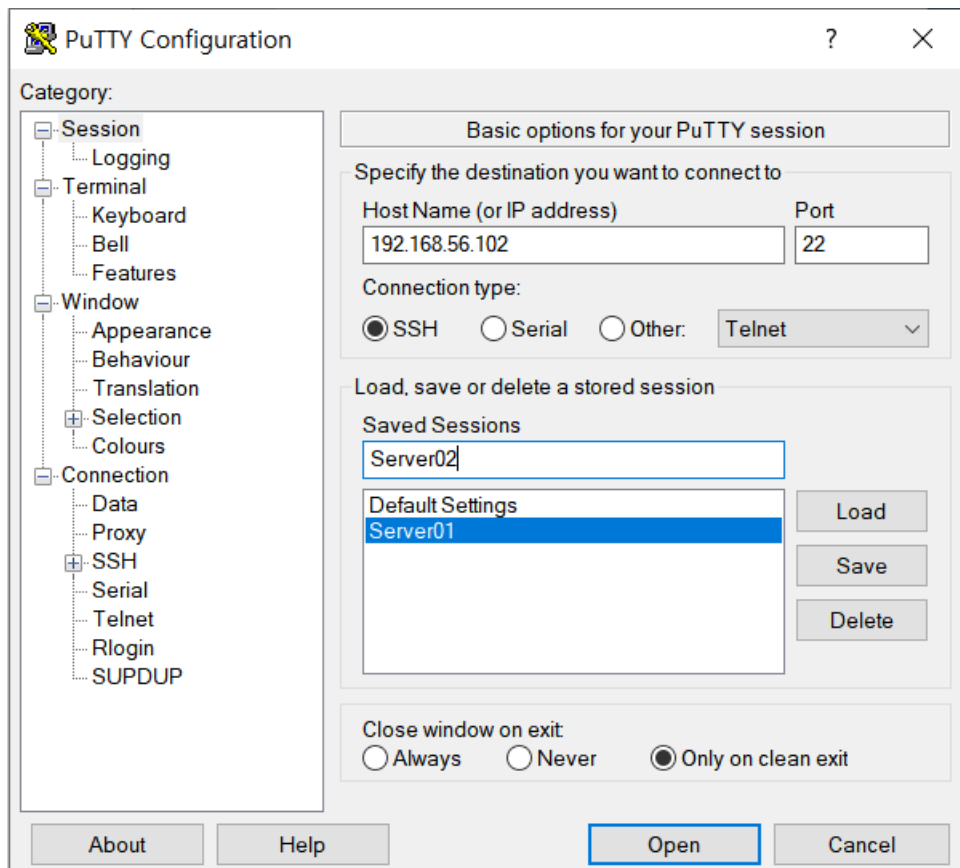 PuTTY Configuration
?
Category:
Session
Logging
Terminal
Keyboard
Bell
Features
Window
Appearance
Behaviour
Translation
Selection
Colours
Connection
Data
Proxy
SSH
Serial
Telnet
Rlogin
SUPDUP
Basic options for your PuTTY session
Specify the destination you want to connect to
Host Name (or IP address) Port
192.168.56.102 22
Connection type:
SSH Serial Other: Telnet
Load, save or delete a stored session
Saved Sessions
Server02
Default Settings
Server01
Load
Save
Delete
Close window on exit:
Always Never Only on clean exit
About Help Open Cancel